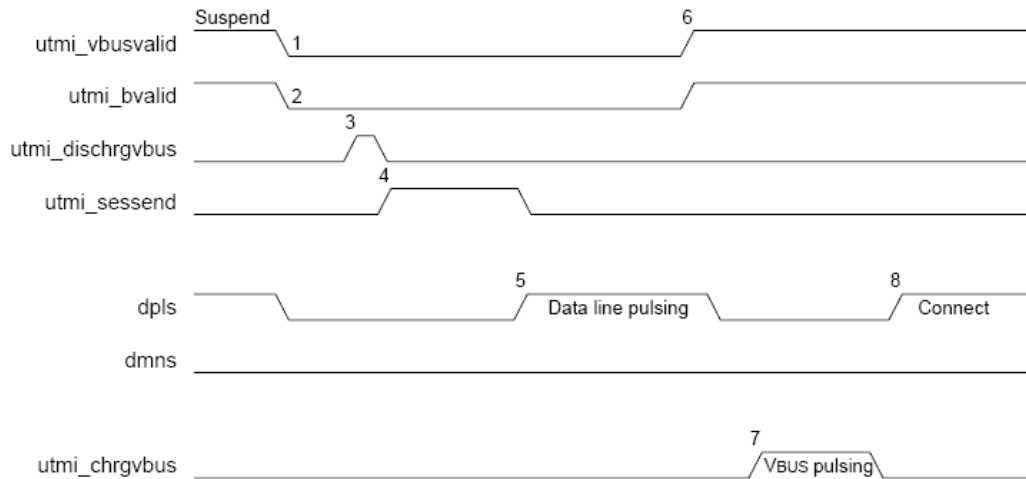 Suspend
6
utmi_vbusvalid
1
utmi_bvalid
2
3
utmi_dischrgvbus
4
utmi_sessend
5
8
dpls
Data line pulsing
Connect
dmns
7
utmi_chrgvbus
VBUS pulsing